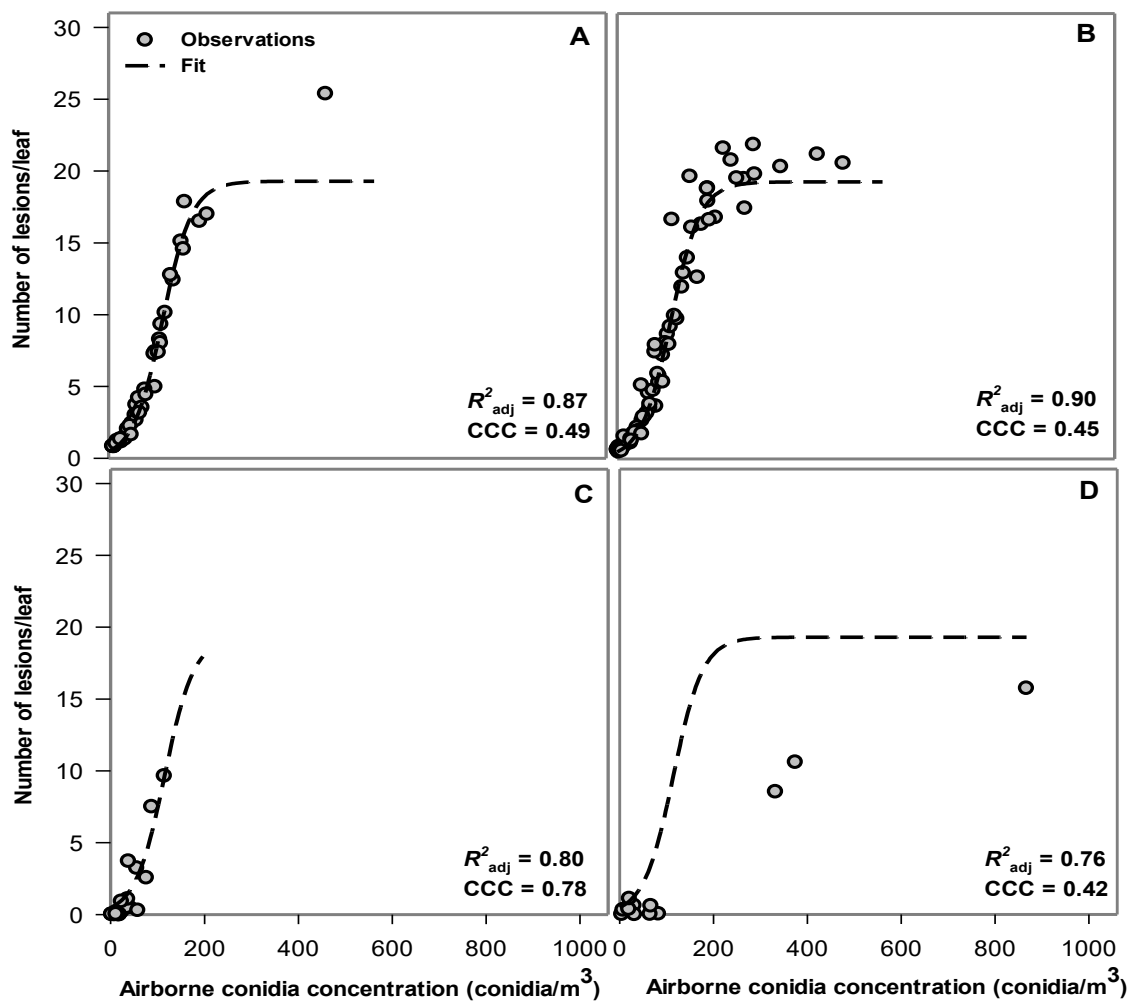 30
25
20
15
10
5
0
Number of lesions/leaf
Observations
Fit
A
R²adj = 0.87
CCC = 0.49
B
R²adj = 0.90
CCC = 0.45
30
25
20
15
10
5
0
Number of lesions/leaf
C
R²adj = 0.80
CCC = 0.78
D
R²adj = 0.76
CCC = 0.42
0 200 400 600 800 1000
0 200 400 600 800 1000
Airborne conidia concentration (conidia/m³)
Airborne conidia concentration (conidia/m³)